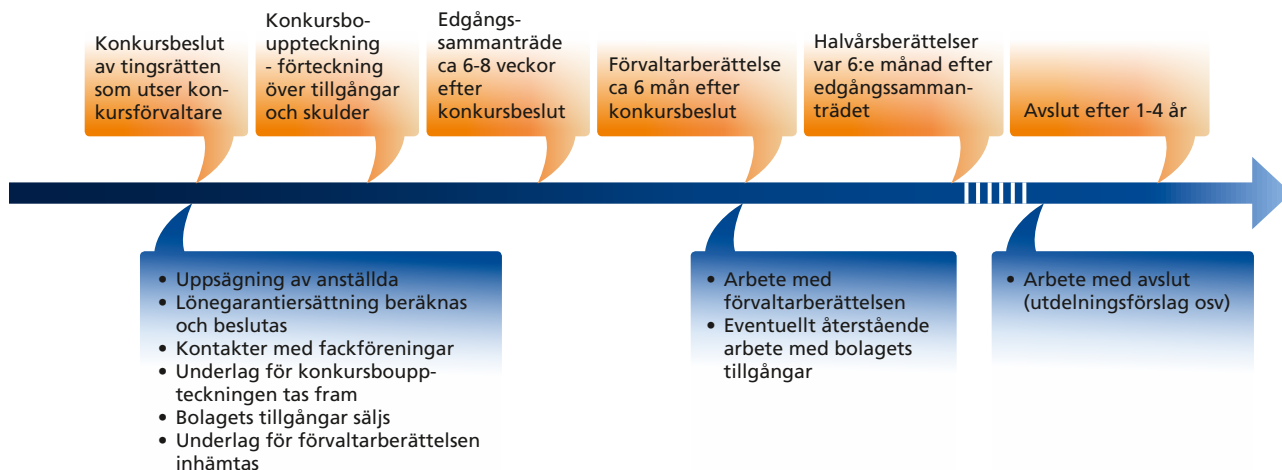 Konkursbeslut
av tingsrätten
som utser kon-
kursförvaltare
Konkursbo-
uppteckning
- förteckning
över tillgångar
och skulder
Edgångs-
sammanträde
ca 6-8 veckor
efter
konkursbeslut
Förvaltarberättelse
ca 6 mån efter
konkursbeslut
Halvårsberättelser
var 6:e månad efter
edgångssamman-
trädet
Avslut efter 1-4 år
• Uppsägning av anställda
• Lönegarantiersättning beräknas
och beslutas
• Kontakter med fackföreningar
• Underlag för konkursboupp-
teckningen tas fram
• Bolagets tillgångar säljs
• Underlag för förvaltarberättelsen
inhämtas
• Arbete med
förvaltarberättelsen
• Eventuellt återstående
arbete med bolagets
tillgångar
• Arbete med avslut
(utdelningsförslag osv)